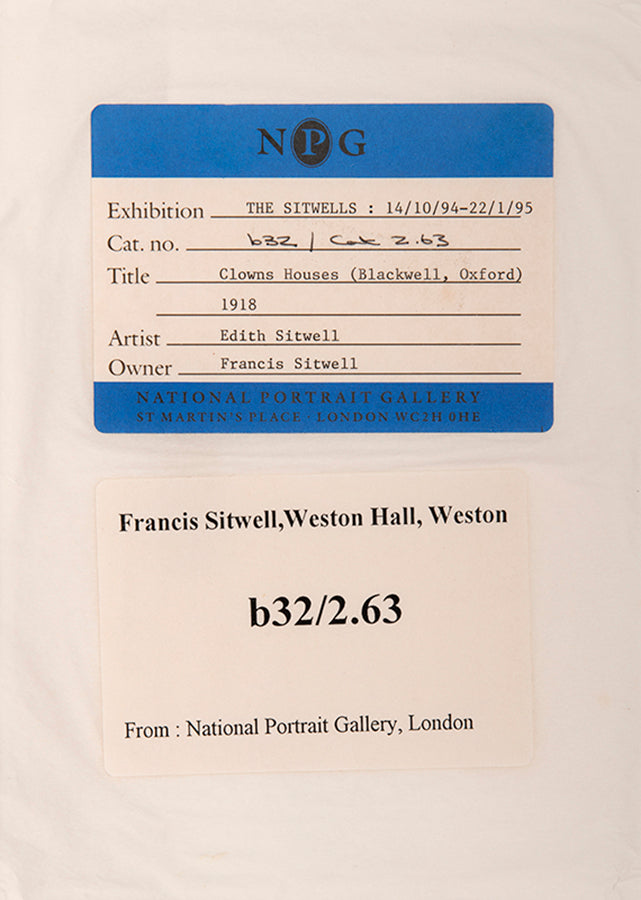 NPG
Exhibition THE SITWELLS : 14/10/94-22/1/95
Cat. no. b32 / Cat 2.63
Title Clowns Houses (Blackwell, Oxford)
1918
Artist Edith Sitwell
Owner Francis Sitwell
NATIONAL PORTRAIT GALLERY
ST MARTIN'S PLACE · LONDON WC2H 0HE
Francis Sitwell,Weston Hall, Weston
b32/2.63
From : National Portrait Gallery, London